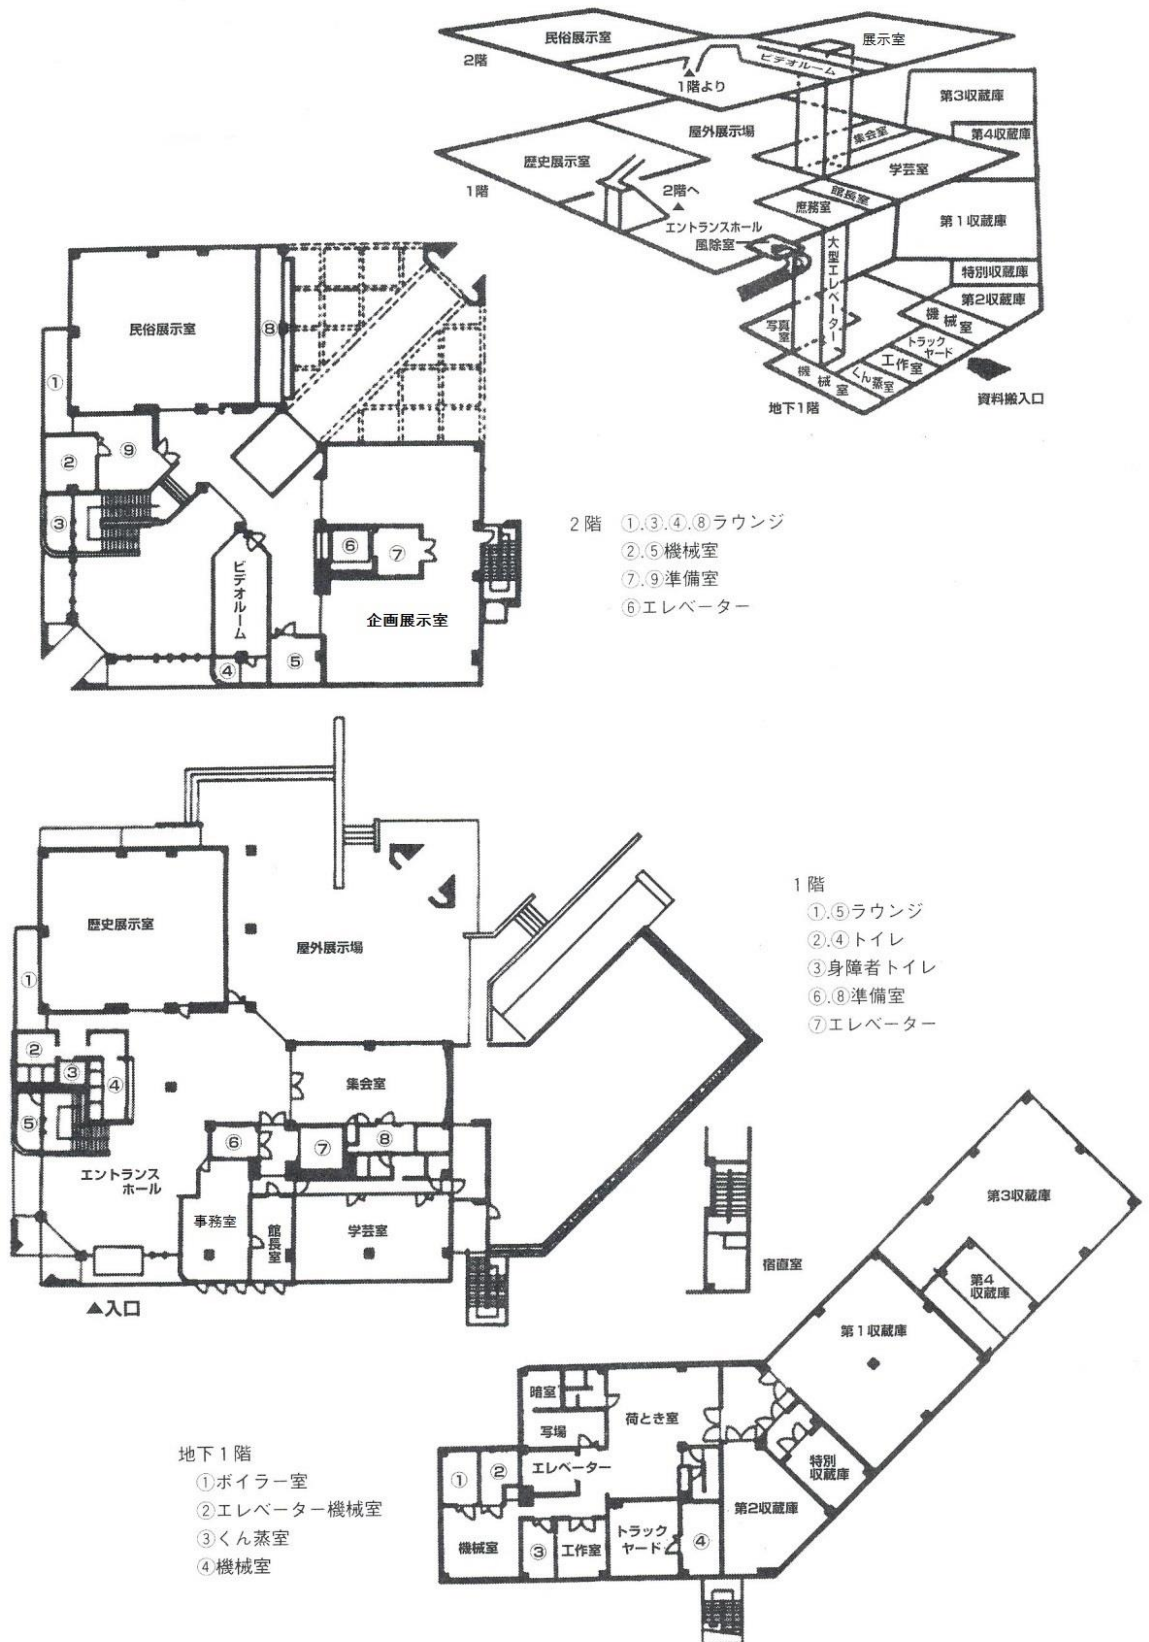 民俗展示室
展示室
2階
ビデオルーム
▲
1階より
第3収蔵庫
屋外展示場
集会室
第4収蔵庫
歴史展示室
学芸室
1階
2階へ
▲
館長室
庶務室
エントランスホール
風除室
第1収蔵庫
大型エレベーター
特別収蔵庫
第2収蔵庫
写真室
機械室
トラックヤード
工作室
くん蒸室
機械室
地下1階
資料搬入口
民俗展示室
⑧
①
②
⑨
③
⑥
⑦
ビデオルーム
企画展示室
④
⑤
2階 ①.③.④.⑧ラウンジ
②.⑤機械室
⑦.⑨準備室
⑥エレベーター
歴史展示室
屋外展示場
①
②
③
④
集会室
⑤
⑥
⑦
⑧
エントランス
ホール
事務室
館長室
学芸室
▲入口
1階
①.⑤ラウンジ
②.④トイレ
③身障者トイレ
⑥.⑧準備室
⑦エレベーター
宿直室
第3収蔵庫
第4
収蔵庫
第1収蔵庫
暗室
荷とき室
写場
特別
収蔵庫
エレベーター
①
②
第2収蔵庫
機械室
③
工作室
トラック
ヤード
④
地下1階
①ボイラー室
②エレベーター機械室
③くん蒸室
④機械室